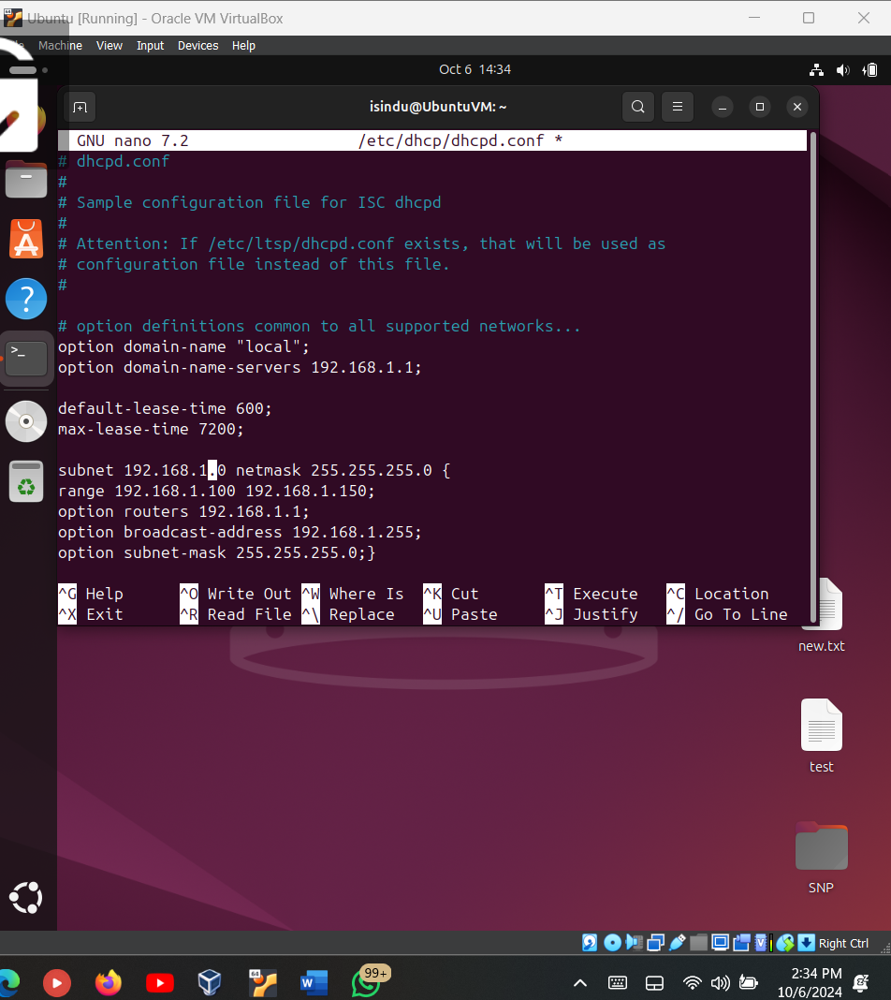 Ubuntu [Running] - Oracle VM VirtualBox
Machine View Input Devices Help
Oct 6 14:34
isindu@UbuntuVM: ~
GNU nano 7.2 /etc/dhcp/dhcpd.conf *
# dhcpd.conf
#
# Sample configuration file for ISC dhcpd
#
# Attention: If /etc/ltsp/dhcpd.conf exists, that will be used as
# configuration file instead of this file.
#
# option definitions common to all supported networks...
option domain-name "local";
option domain-name-servers 192.168.1.1;
default-lease-time 600;
max-lease-time 7200;
subnet 192.168.1.0 netmask 255.255.255.0 {
range 192.168.1.100 192.168.1.150;
option routers 192.168.1.1;
option broadcast-address 192.168.1.255;
option subnet-mask 255.255.255.0;}
^G Help ^O Write Out ^W Where Is ^K Cut ^T Execute ^C Location
^X Exit ^R Read File ^\ Replace ^U Paste ^J Justify ^/ Go To Line
new.txt
test
SNP
Right Ctrl
99+
2:34 PM
10/6/2024